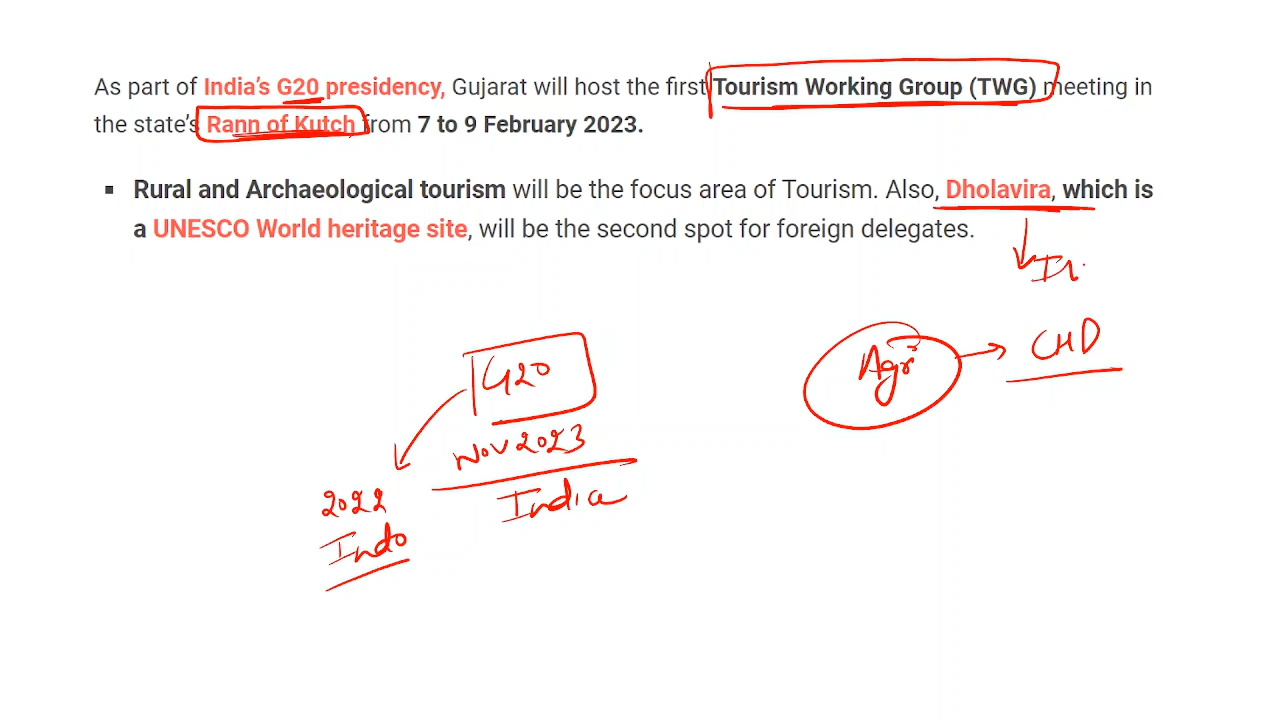 As part of India's G20 presidency, Gujarat will host the first Tourism Working Group (TWG) meeting in
the state's Rann of Kutch from 7 to 9 February 2023.
▪ Rural and Archaeological tourism will be the focus area of Tourism. Also, Dholavira, which is
a UNESCO World heritage site, will be the second spot for foreign delegates.
Agr → CHD
G20
Nov 2023
India
2022
Indo